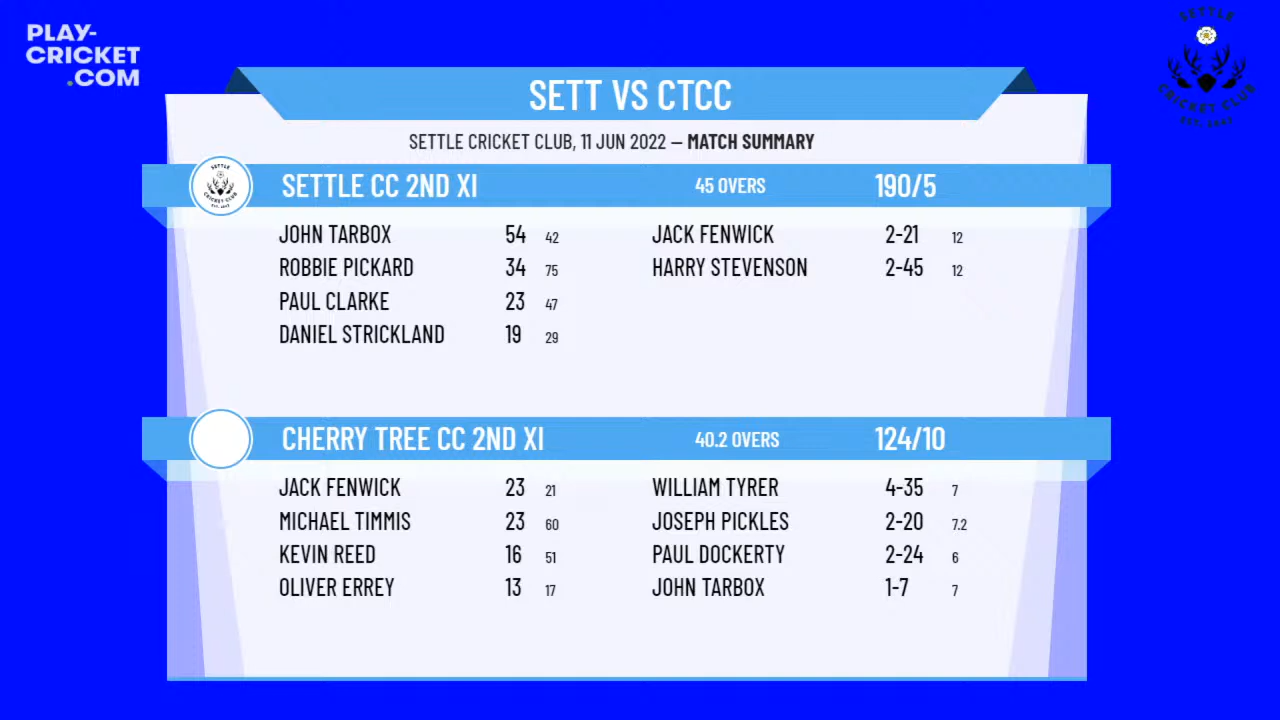 PLAY-
CRICKET
.COM
SETTLE
CRICKET CLUB
SETT VS CTCC
SETTLE CRICKET CLUB, 11 JUN 2022 – MATCH SUMMARY
SETTLE CC 2ND XI 45 OVERS 190/5
JOHN TARBOX 54 42 JACK FENWICK 2-21 12
ROBBIE PICKARD 34 75 HARRY STEVENSON 2-45 12
PAUL CLARKE 23 47
DANIEL STRICKLAND 19 29
CHERRY TREE CC 2ND XI 40.2 OVERS 124/10
JACK FENWICK 23 21 WILLIAM TYRER 4-35 7
MICHAEL TIMMIS 23 60 JOSEPH PICKLES 2-20 7.2
KEVIN REED 16 51 PAUL DOCKERTY 2-24 6
OLIVER ERREY 13 17 JOHN TARBOX 1-7 7